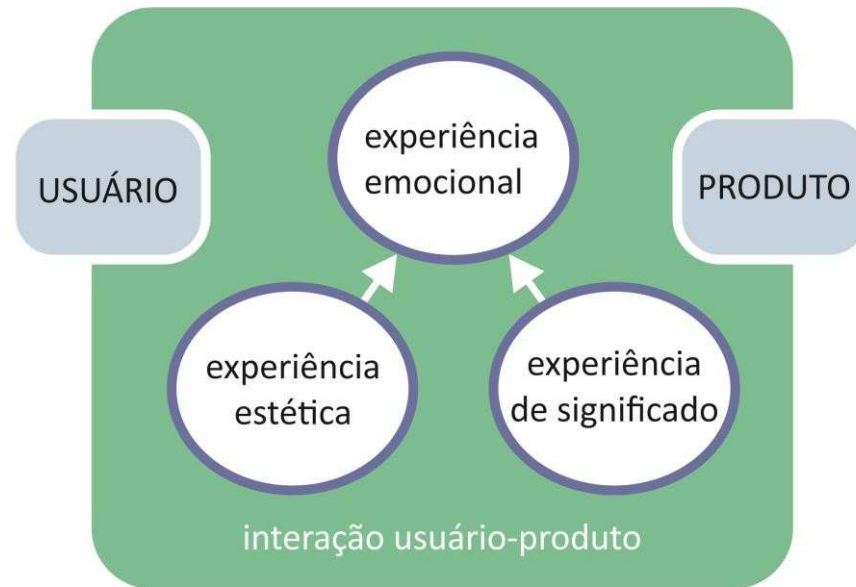 experiência
emocional
USUÁRIO
PRODUTO
experiência
estética
experiência
de significado
interação usuário-produto